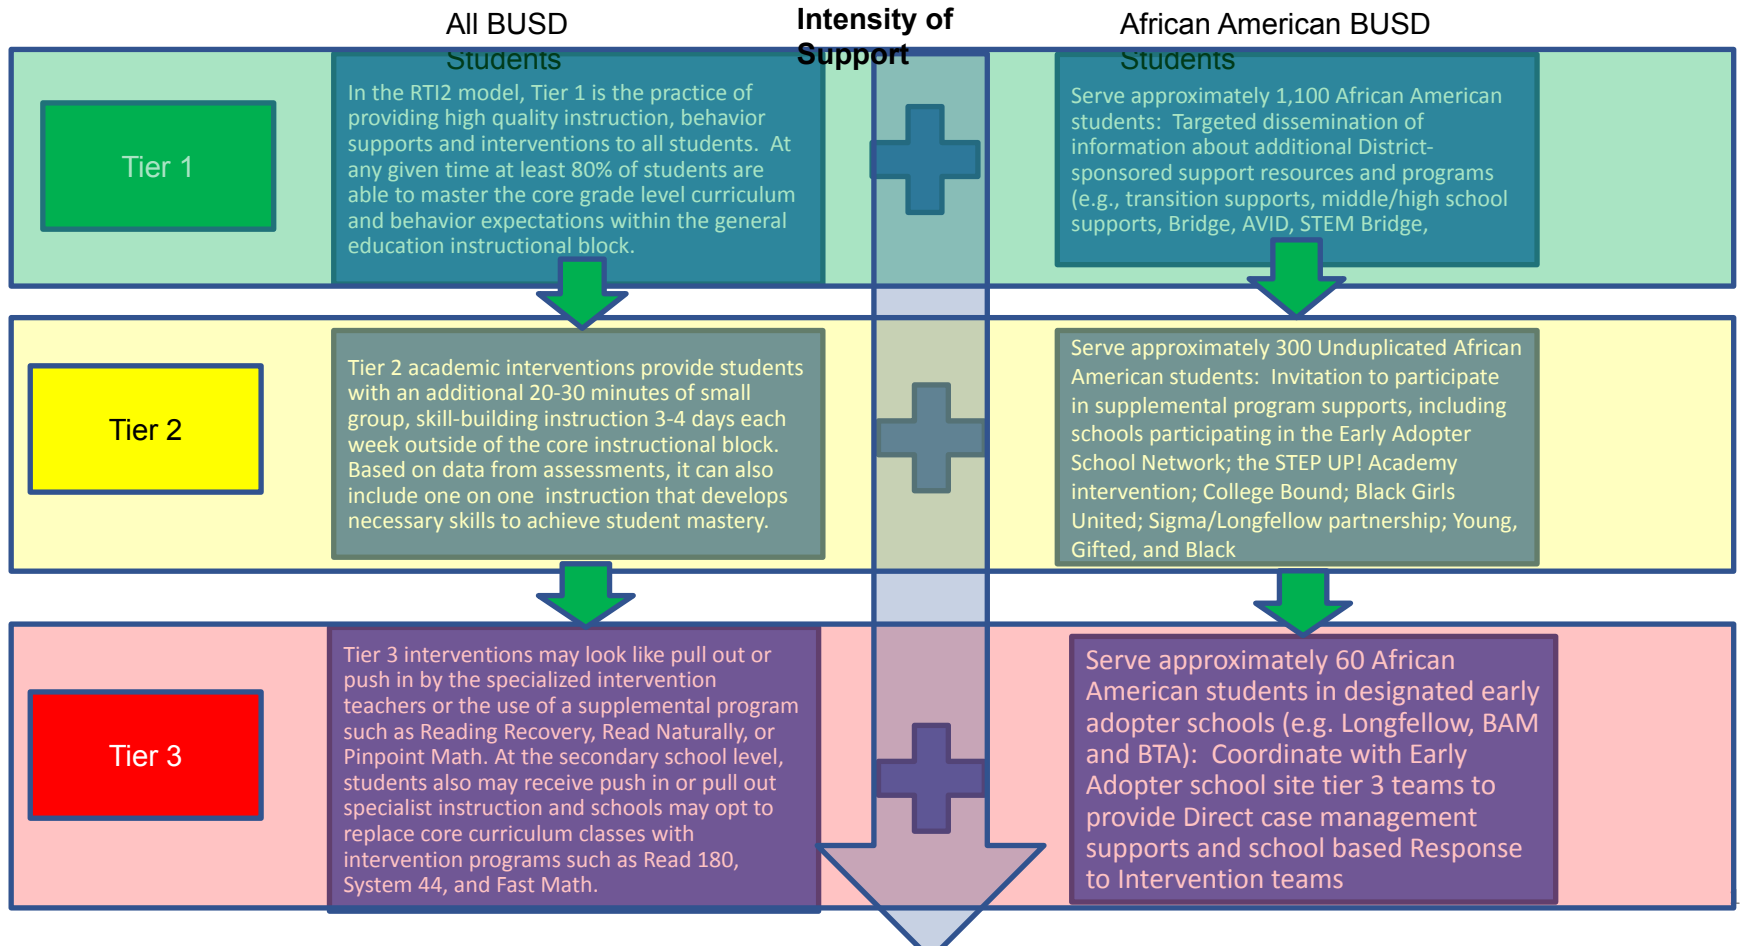 All BUSD
Students
Intensity of
Support
African American BUSD
Students
Tier 1
In the RTI2 model, Tier 1 is the practice of
providing high quality instruction, behavior
supports and interventions to all students.  At
any given time at least 80% of students are
able to master the core grade level curriculum
and behavior expectations within the general
education instructional block.
Serve approximately 1,100 African American
students:  Targeted dissemination of
information about additional District-
sponsored support resources and programs
(e.g., transition supports, middle/high school
supports, Bridge, AVID, STEM Bridge,
Tier 2
Tier 2 academic interventions provide students
with an additional 20-30 minutes of small
group, skill-building instruction 3-4 days each
week outside of the core instructional block.
Based on data from assessments, it can also
include one on one  instruction that develops
necessary skills to achieve student mastery.
Serve approximately 300 Unduplicated African
American students:  Invitation to participate
in supplemental program supports, including
schools participating in the Early Adopter
School Network; the STEP UP! Academy
intervention; College Bound; Black Girls
United; Sigma/Longfellow partnership; Young,
Gifted, and Black
Tier 3
Tier 3 interventions may look like pull out or
push in by the specialized intervention
teachers or the use of a supplemental program
such as Reading Recovery, Read Naturally, or
Pinpoint Math. At the secondary school level,
students also may receive push in or pull out
specialist instruction and schools may opt to
replace core curriculum classes with
intervention programs such as Read 180,
System 44, and Fast Math.
Serve approximately 60 African
American students in designated early
adopter schools (e.g. Longfellow, BAM
and BTA):  Coordinate with Early
Adopter school site tier 3 teams to
provide Direct case management
supports and school based Response
to Intervention teams